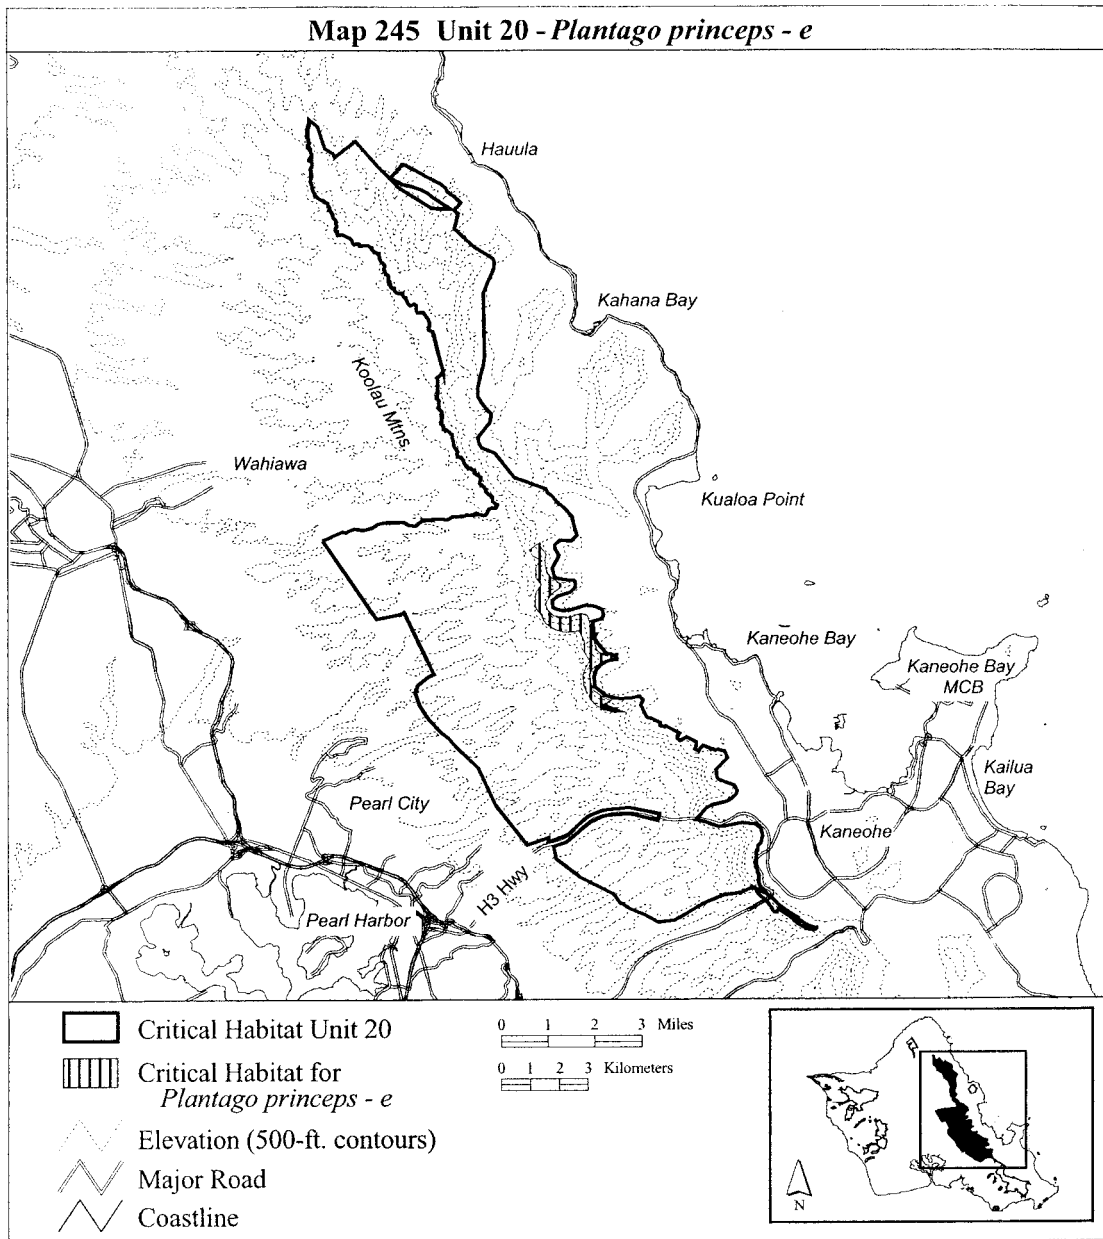 Map 245 Unit 20 - Plantago princeps - e
Hauula
Kahana Bay
Koolau Mtns.
Wahiawa
Kualoa Point
Kaneohe Bay
Kaneohe Bay
MCB
Kailua
Bay
Pearl City
Kaneohe
H3 Hwy
Pearl Harbor
Critical Habitat Unit 20
Critical Habitat for
Plantago princeps - e
Elevation (500-ft. contours)
Major Road
Coastline
0 1 2 3 Miles
0 1 2 3 Kilometers
N